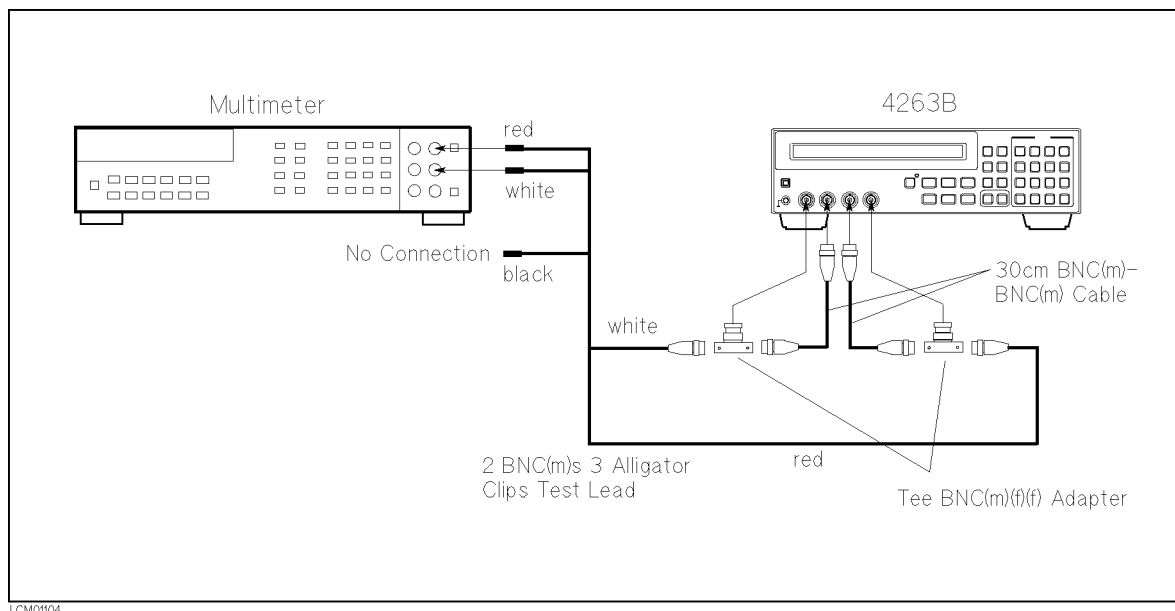 Multimeter
4263B
red
white
No Connection
black
30cm BNC(m)-
BNC(m) Cable
white
red
2 BNC(m)s 3 Alligator
Clips Test Lead
Tee BNC(m)(f)(f) Adapter
LCM01104